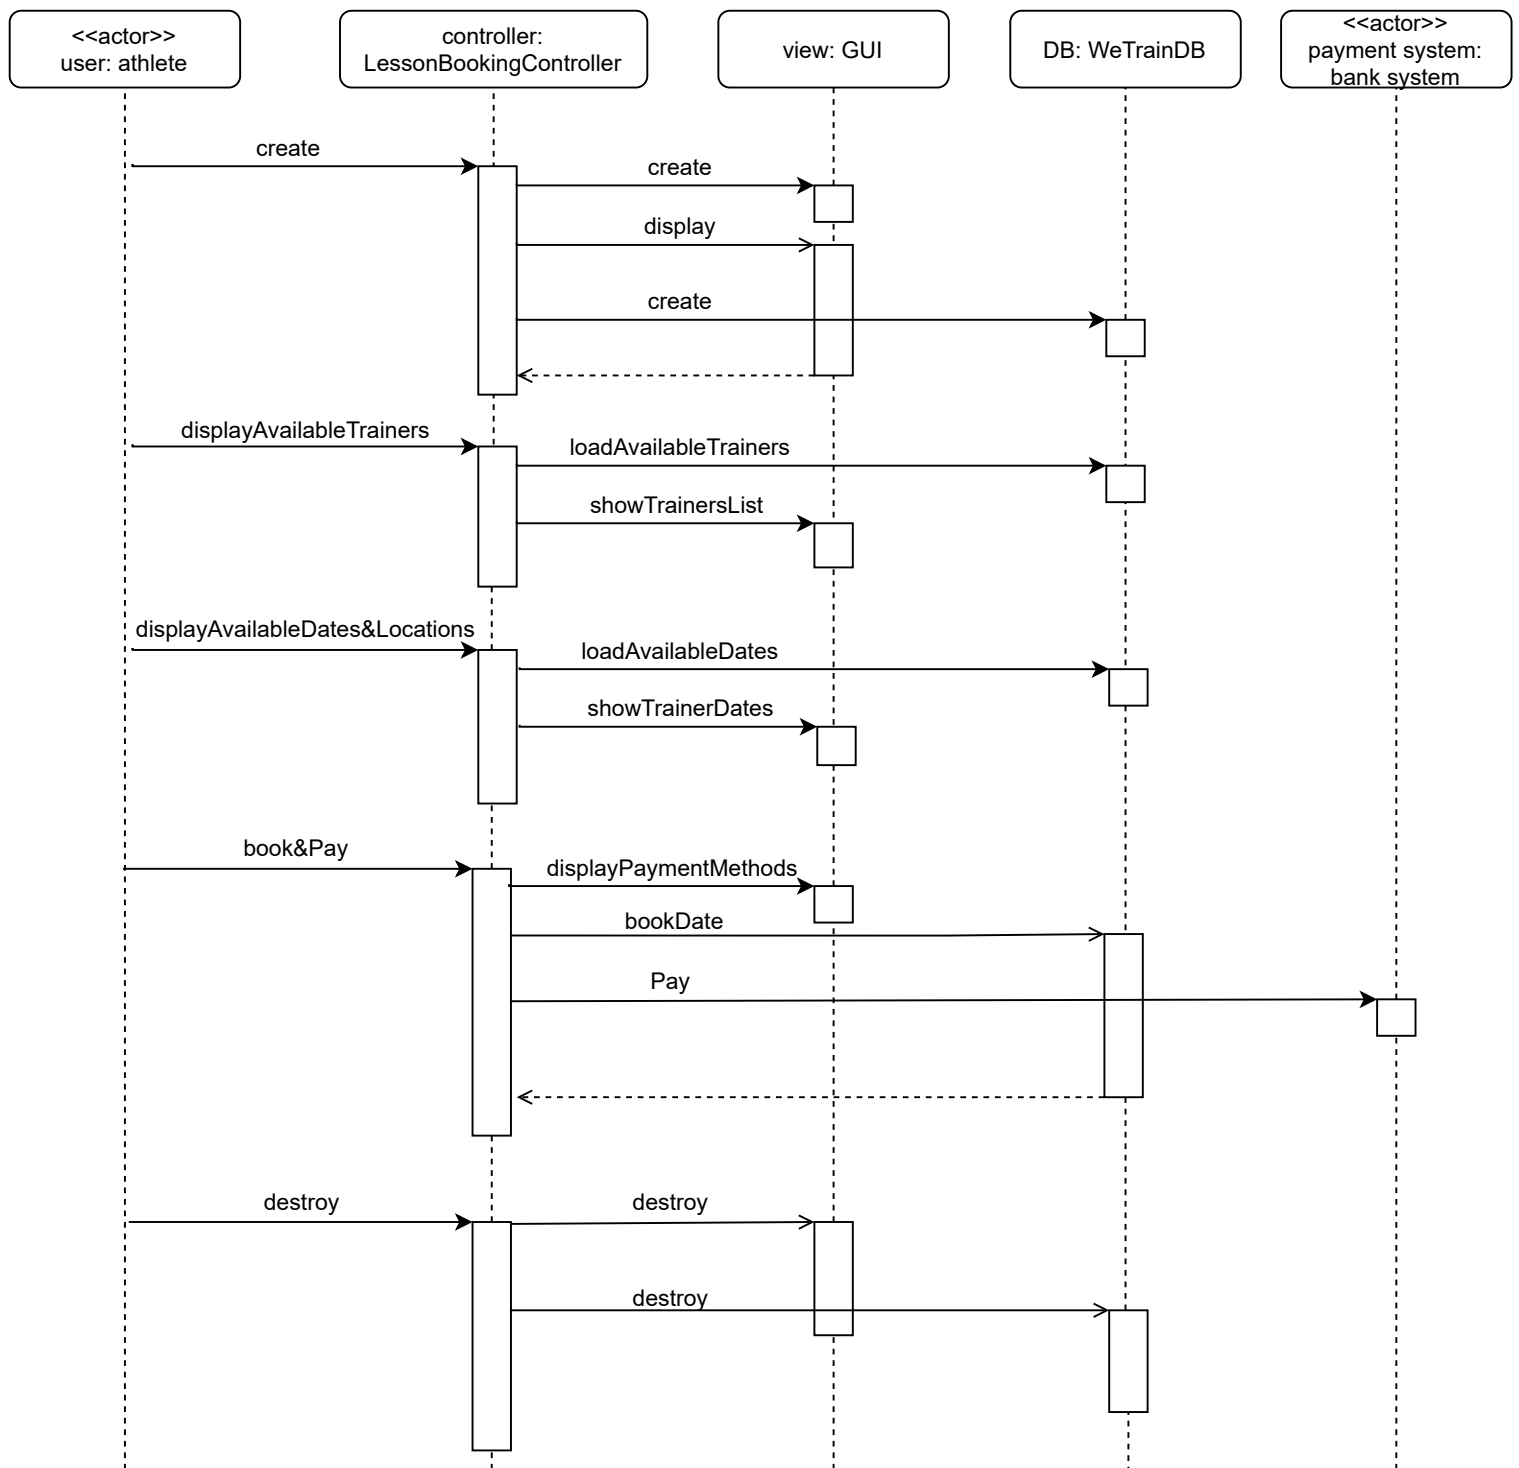 <<actor>>
user: athlete
controller:
LessonBookingController
view: GUI
DB: WeTrainDB
<<actor>>
payment system:
bank system
create
create
display
create
displayAvailableTrainers
loadAvailableTrainers
showTrainersList
displayAvailableDates&Locations
loadAvailableDates
showTrainerDates
book&Pay
displayPaymentMethods
bookDate
Pay
destroy
destroy
destroy